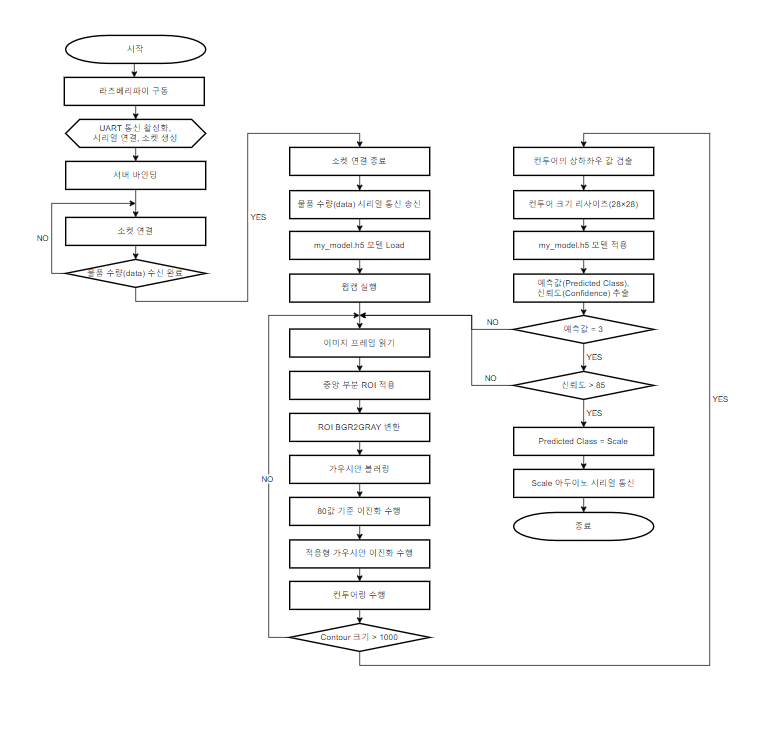 시작
라즈베리파이 구동
UART 통신 활성화,
시리얼 연결, 소켓 생성
서버 바인딩
소켓 연결
NO
물품 수량(data) 수신 완료
YES
소켓 연결 종료
물품 수량(data) 시리얼 통신 송신
my_model.h5 모델 Load
웹캠 실행
이미지 프레임 읽기
중앙 부분 ROI 적용
ROI BGR2GRAY 변환
가우시안 블러링
NO
80값 기준 이진화 수행
적응형 가우시안 이진화 수행
컨투어링 수행
Contour 크기 > 1000
YES
컨투어의 상하좌우 값 검출
컨투어 크기 리사이즈(28×28)
my_model.h5 모델 적용
예측값(Predicted Class),
신뢰도(Confidence) 추출
NO
예측값 = 3
YES
NO
신뢰도 > 85
YES
Predicted Class = Scale
Scale 아두이노 시리얼 통신
종료